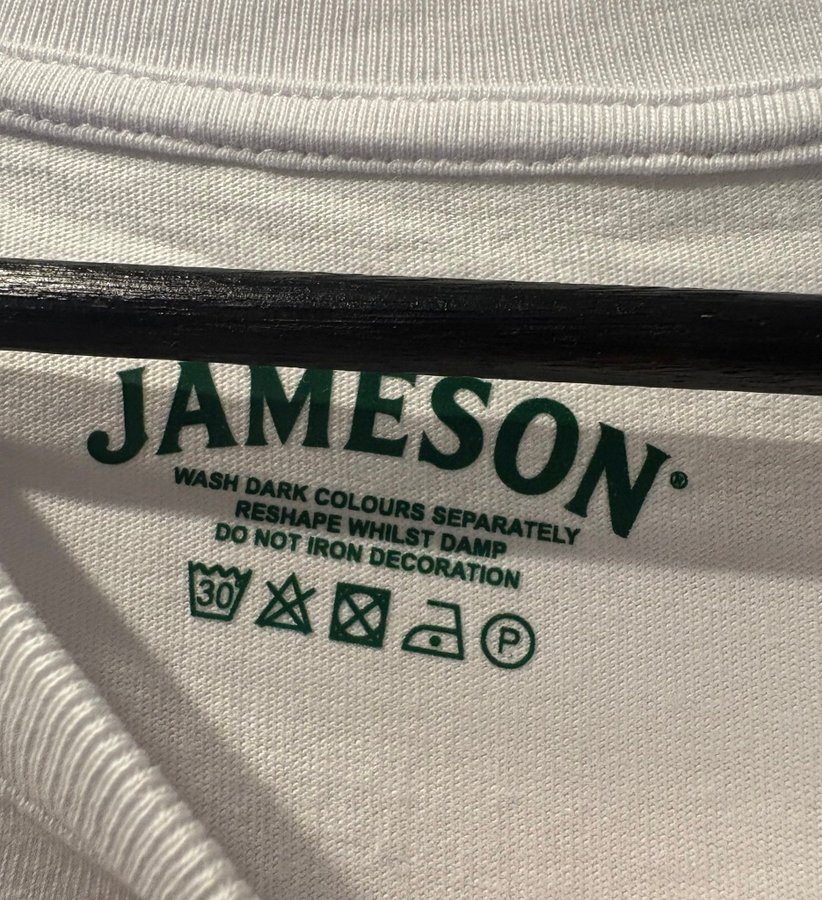 JAMESON®
WASH DARK COLOURS SEPARATELY
RESHAPE WHILST DAMP
DO NOT IRON DECORATION
30 P